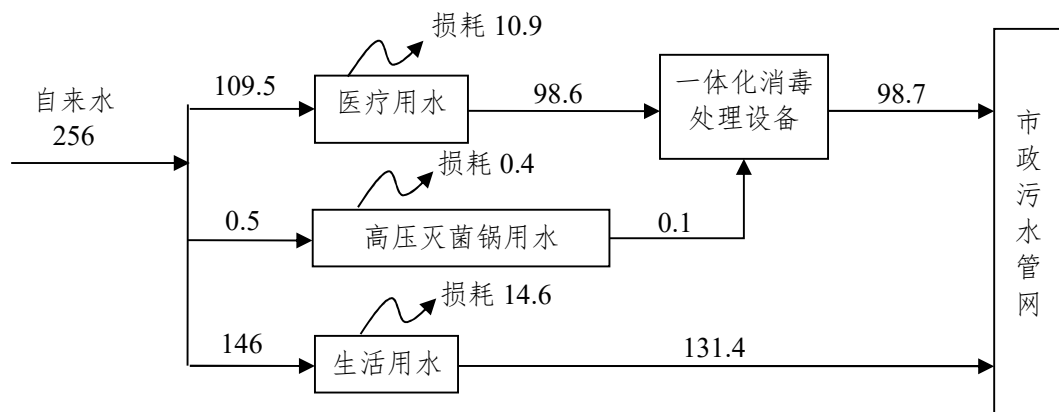 损耗 10.9
自来水
256
109.5
医疗用水
98.6
一体化消毒
处理设备
98.7
损耗 0.4
0.5
高压灭菌锅用水
0.1
损耗 14.6
146
生活用水
131.4
市
政
污
水
管
网